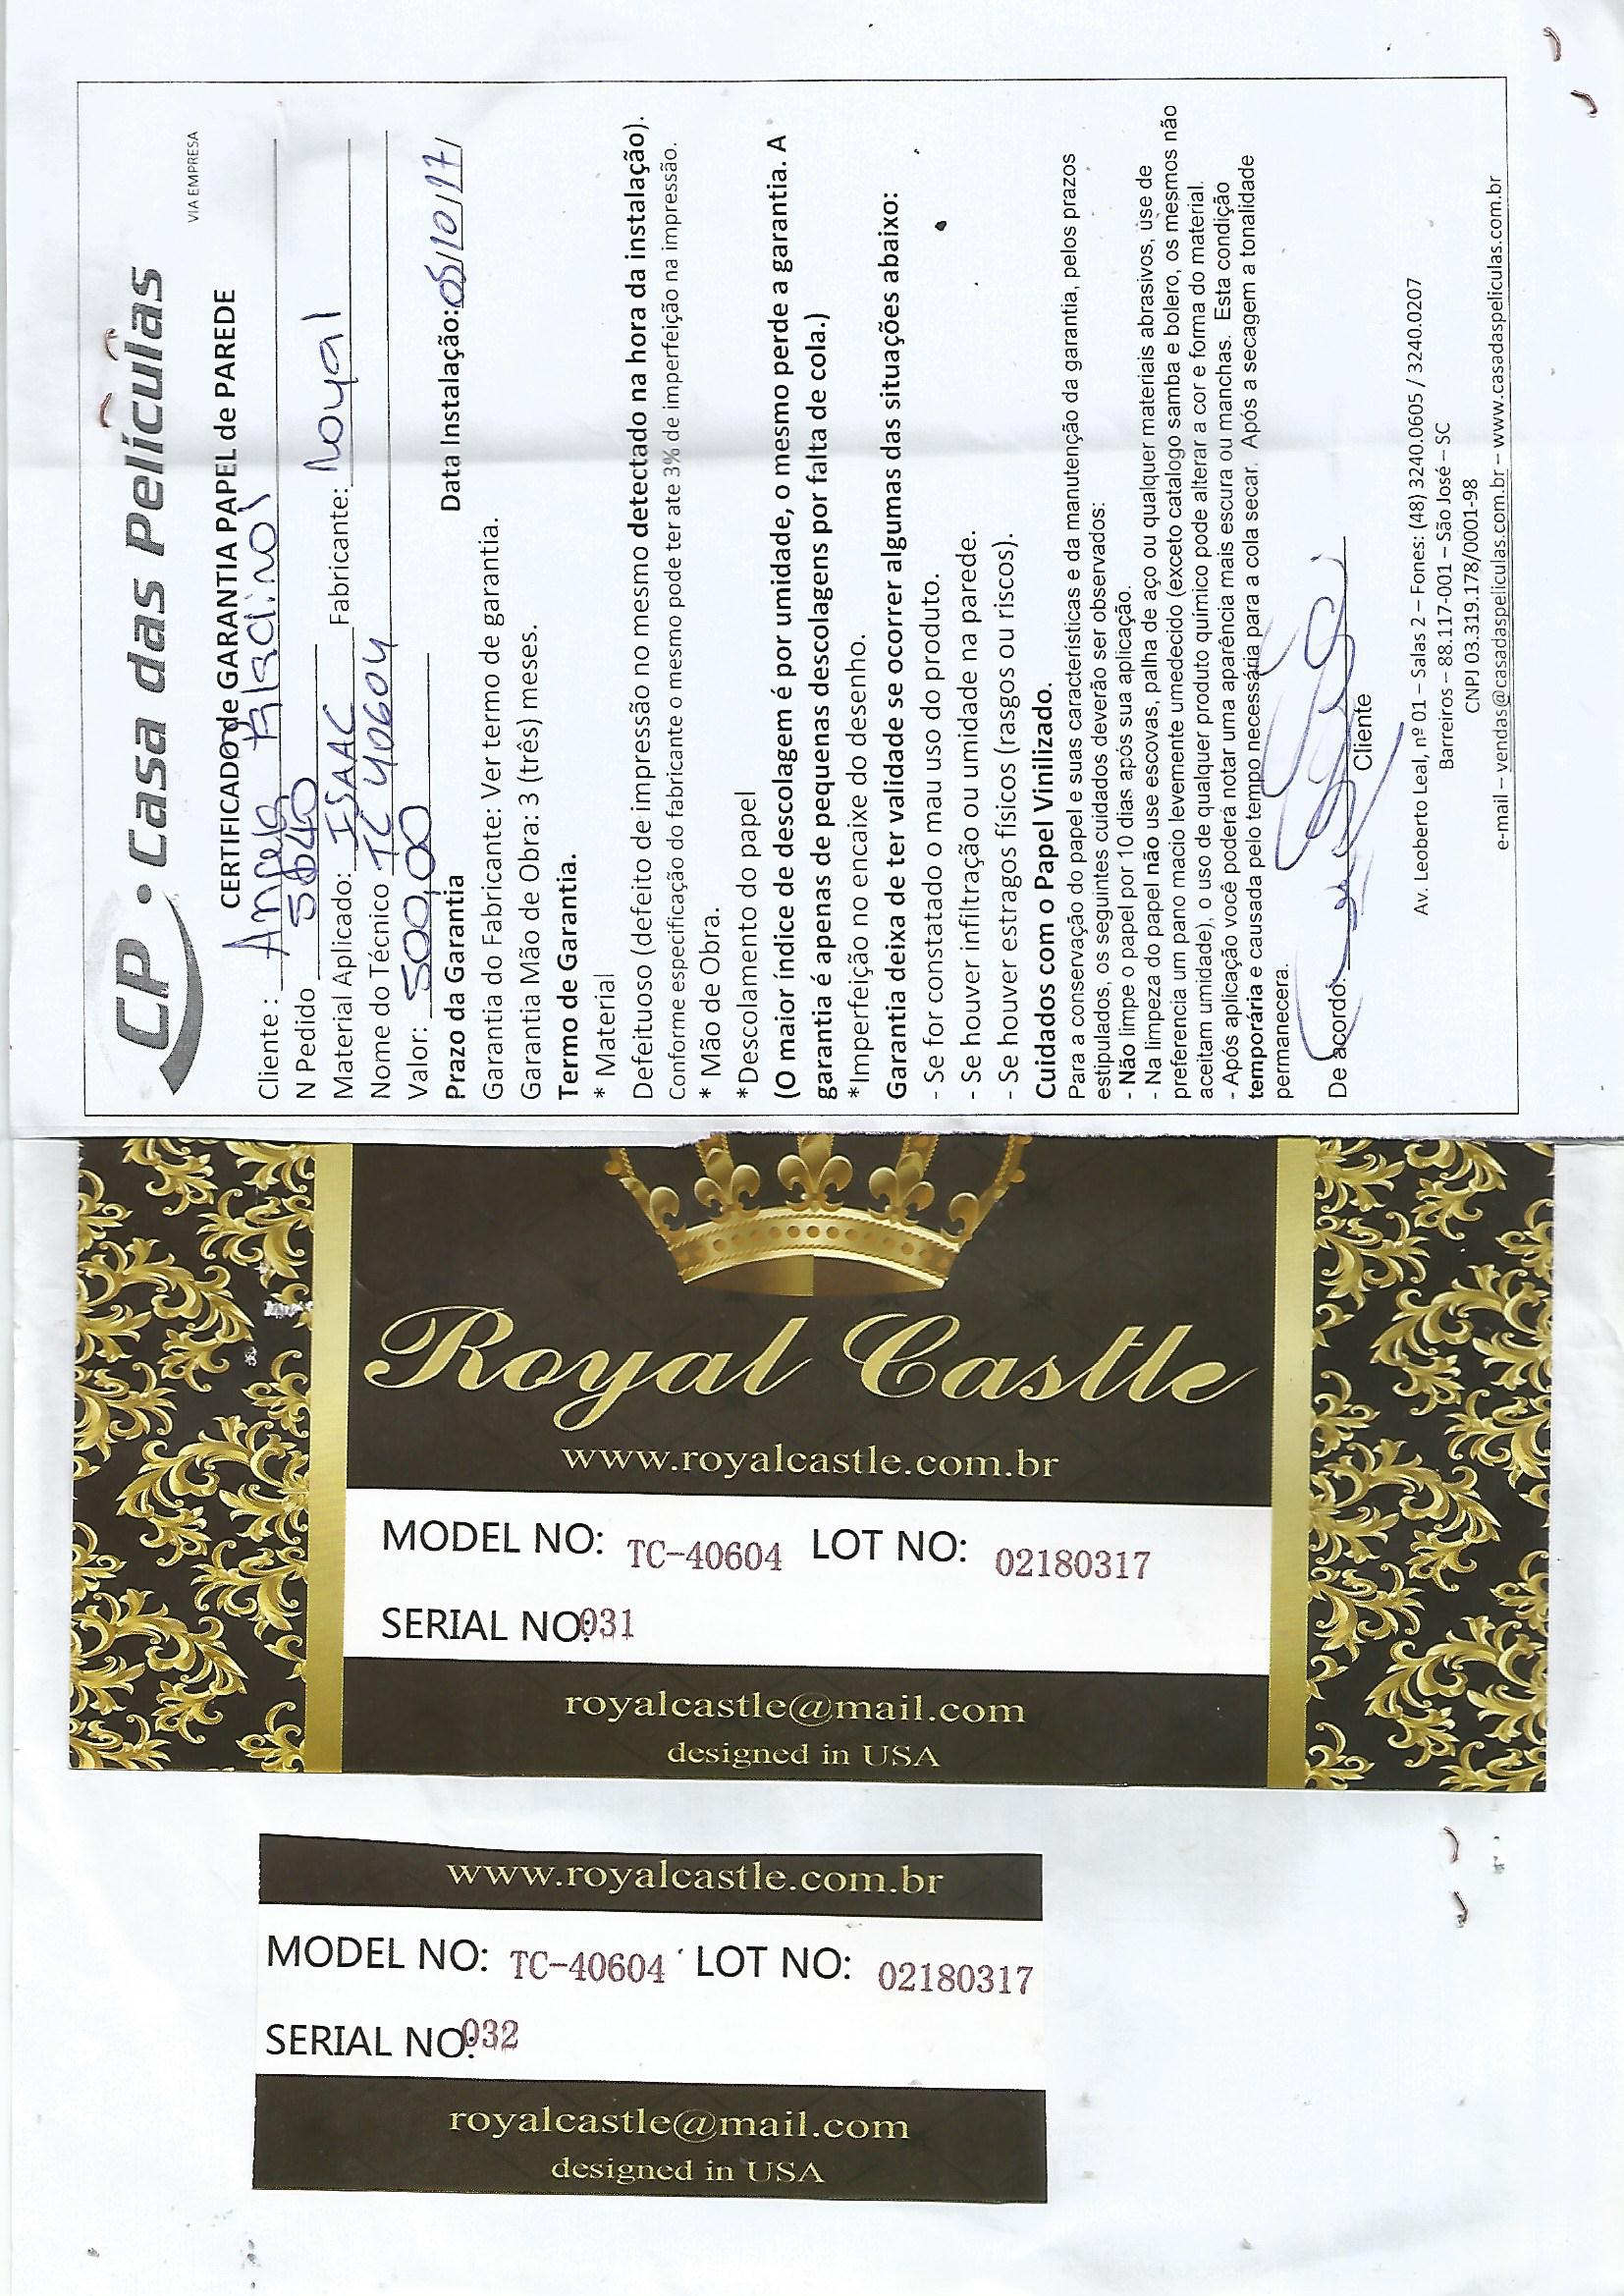 CP • Casa das Películas
VIA EMPRESA
CERTIFICADO de GARANTIA PAPEL de PAREDE
Cliente : Angela
N Pedido 5640
Material Aplicado: ISAAC Fabricante: Royal
Nome do Técnico TC 40604
Valor: 500,00 Data Instalação: 05/10/17/
Prazo da Garantia
Garantia do Fabricante: Ver termo de garantia.
Garantia Mão de Obra: 3 (três) meses.
Termo de Garantia.
* Material
Defeituoso (defeito de impressão no mesmo detectado na hora da instalação).
Conforme especificação do fabricante o mesmo pode ter ate 3% de imperfeição na impressão.
* Mão de Obra.
*Descolamento do papel
(O maior índice de descolagem é por umidade, o mesmo perde a garantia. A
garantia é apenas de pequenas descolagens por falta de cola.)
*Imperfeição no encaixe do desenho.
Garantia deixa de ter validade se ocorrer algumas das situações abaixo:
- Se for constatado o mau uso do produto.
- Se houver infiltração ou umidade na parede.
- Se houver estragos físicos (rasgos ou riscos).
Cuidados com o Papel Vinilizado.
Para a conservação do papel e suas características e da manutenção da garantia, pelos prazos
estipulados, os seguintes cuidados deverão ser observados:
- Não limpe o papel por 10 dias após sua aplicação.
- Na limpeza do papel não use escovas, palha de aço ou qualquer materiais abrasivos, use de
preferencia um pano macio levemente umedecido (exceto catalogo samba e bolero, os mesmos não
aceitam umidade), o uso de qualquer produto químico pode alterar a cor e forma do material.
- Após aplicação você poderá notar uma aparência mais escura ou manchas. Esta condição
temporária e causada pelo tempo necessária para a cola secar. Após a secagem a tonalidade
permanecera.
De acordo:
Cliente
Av. Leoberto Leal, nº 01 – Salas 2 – Fones: (48) 3240.0605 / 3240.0207
Barreiros – 88.117-001 – São José – SC
CNPJ 03.319.178/0001-98
e-mail – vendas@casadaspeliculas.com.br – www.casadaspeliculas.com.br
Royal Castle
www.royalcastle.com.br
MODEL NO: TC-40604 LOT NO: 02180317
SERIAL NO: 031
royalcastle@mail.com
designed in USA
www.royalcastle.com.br
MODEL NO: TC-40604 LOT NO: 02180317
SERIAL NO: 032
royalcastle@mail.com
designed in USA